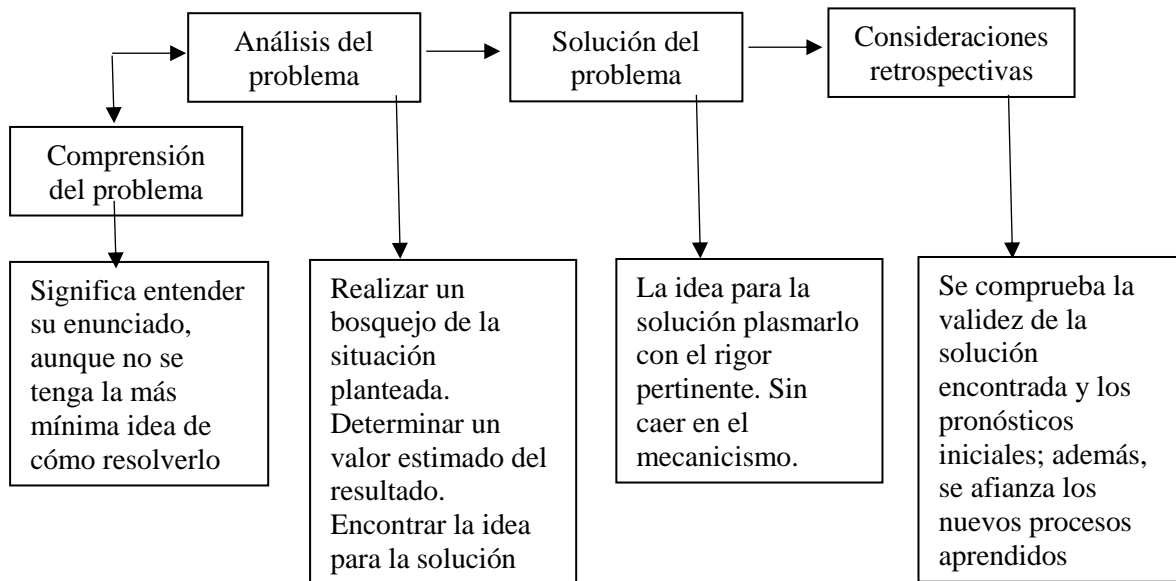 Análisis del
problema
Solución del
problema
Consideraciones
retrospectivas
Comprensión
del problema
Significa entender
su enunciado,
aunque no se
tenga la más
mínima idea de
cómo resolverlo
Realizar un
bosquejo de la
situación
planteada.
Determinar un
valor estimado del
resultado.
Encontrar la idea
para la solución
La idea para la
solución plasmarlo
con el rigor
pertinente. Sin
caer en el
mecanicismo.
Se comprueba la
validez de la
solución
encontrada y los
pronósticos
iniciales; además,
se afianza los
nuevos procesos
aprendidos